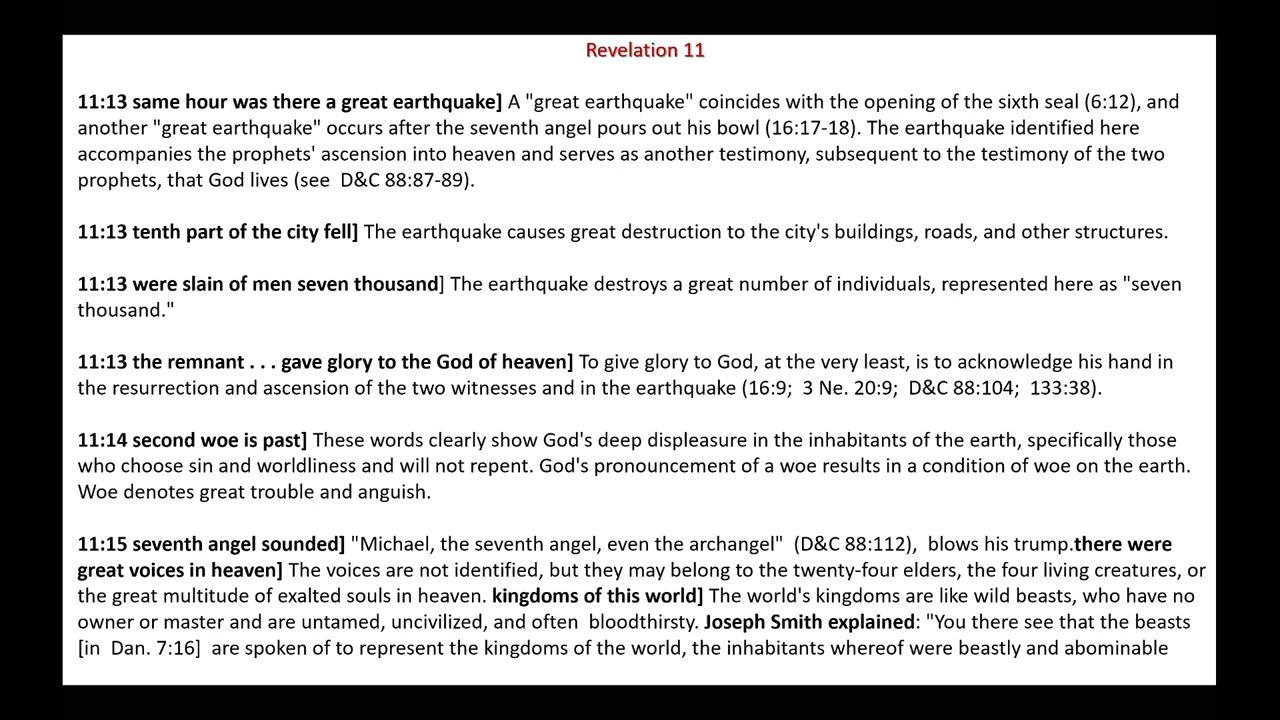 Revelation 11
11:13 same hour was there a great earthquake] A "great earthquake" coincides with the opening of the sixth seal (6:12), and
another "great earthquake" occurs after the seventh angel pours out his bowl (16:17-18). The earthquake identified here
accompanies the prophets' ascension into heaven and serves as another testimony, subsequent to the testimony of the two
prophets, that God lives (see  D&C 88:87-89).
11:13 tenth part of the city fell] The earthquake causes great destruction to the city's buildings, roads, and other structures.
11:13 were slain of men seven thousand] The earthquake destroys a great number of individuals, represented here as "seven
thousand."
11:13 the remnant . . . gave glory to the God of heaven] To give glory to God, at the very least, is to acknowledge his hand in
the resurrection and ascension of the two witnesses and in the earthquake (16:9;  3 Ne. 20:9;  D&C 88:104;  133:38).
11:14 second woe is past] These words clearly show God's deep displeasure in the inhabitants of the earth, specifically those
who choose sin and worldliness and will not repent. God's pronouncement of a woe results in a condition of woe on the earth.
Woe denotes great trouble and anguish.
11:15 seventh angel sounded] "Michael, the seventh angel, even the archangel"  (D&C 88:112),  blows his trump.there were
great voices in heaven] The voices are not identified, but they may belong to the twenty-four elders, the four living creatures, or
the great multitude of exalted souls in heaven. kingdoms of this world] The world's kingdoms are like wild beasts, who have no
owner or master and are untamed, uncivilized, and often  bloodthirsty. Joseph Smith explained: "You there see that the beasts
[in  Dan. 7:16]  are spoken of to represent the kingdoms of the world, the inhabitants whereof were beastly and abominable